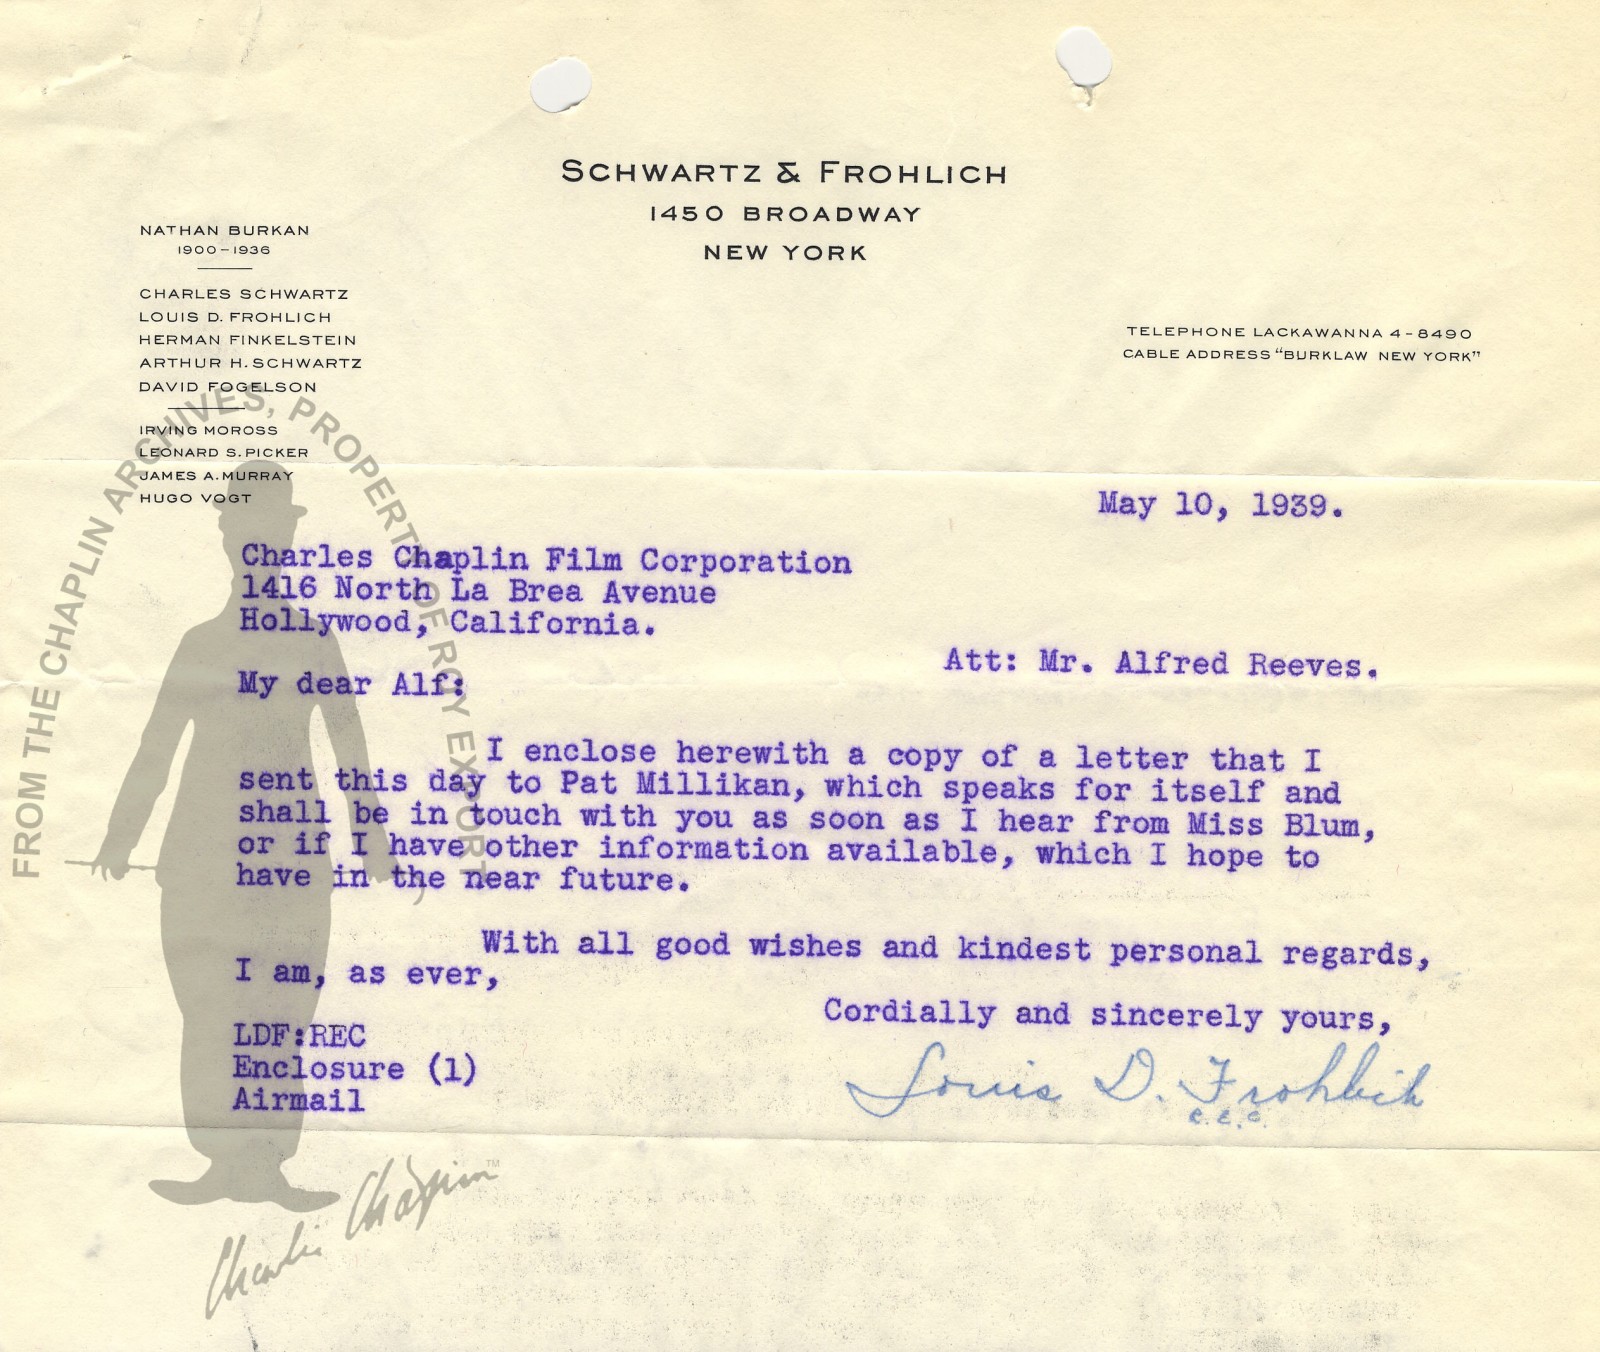 SCHWARTZ & FROHLICH
1450 BROADWAY
NEW YORK
NATHAN BURKAN
1900-1936
CHARLES SCHWARTZ
LOUIS D. FROHLICH
HERMAN FINKELSTEIN
ARTHUR H. SCHWARTZ
DAVID FOGELSON
IRVING MOROSS
LEONARD S. PICKER
JAMES A. MURRAY
HUGO VOGT
TELEPHONE LACKAWANNA 4-8490
CABLE ADDRESS "BURKLAW NEW YORK"
May 10, 1939.
Charles Chaplin Film Corporation
1416 North La Brea Avenue
Hollywood, California.
Att: Mr. Alfred Reeves.
My dear Alf:
I enclose herewith a copy of a letter that I
sent this day to Pat Millikan, which speaks for itself and
shall be in touch with you as soon as I hear from Miss Blum,
or if I have other information available, which I hope to
have in the near future.
With all good wishes and kindest personal regards,
I am, as ever,
Cordially and sincerely yours,
LDF:REC
Enclosure (1)
Airmail
Louis D. Frohlich
FROM THE CHAPLIN ARCHIVES, PROPERTY OF ROY EXPORT
Charlie Chaplin™